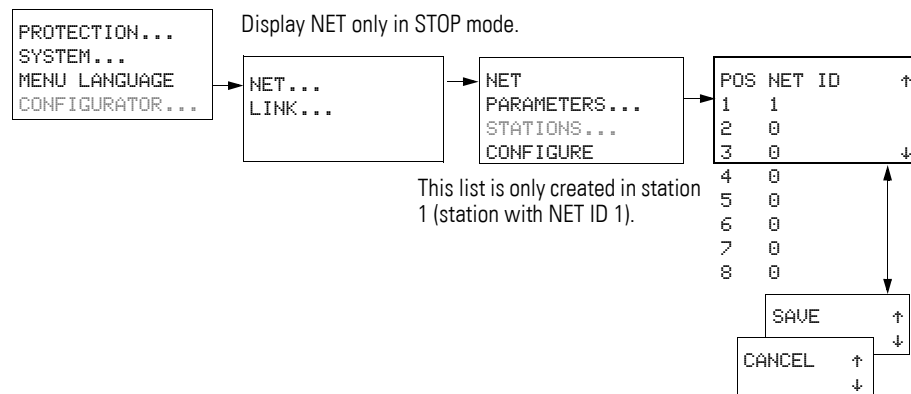 Display NET only in STOP mode.
PROTECTION...
SYSTEM...
MENU LANGUAGE
CONFIGURATOR...
NET...
LINK...
NET
PARAMETERS...
STATIONS...
CONFIGURE
This list is only created in station
1 (station with NET ID 1).
POS NET ID ↑
1 1
2 0
3 0 ↓
4 0
5 0
6 0
7 0
8 0
SAVE ↑
↓
CANCEL ↑
↓